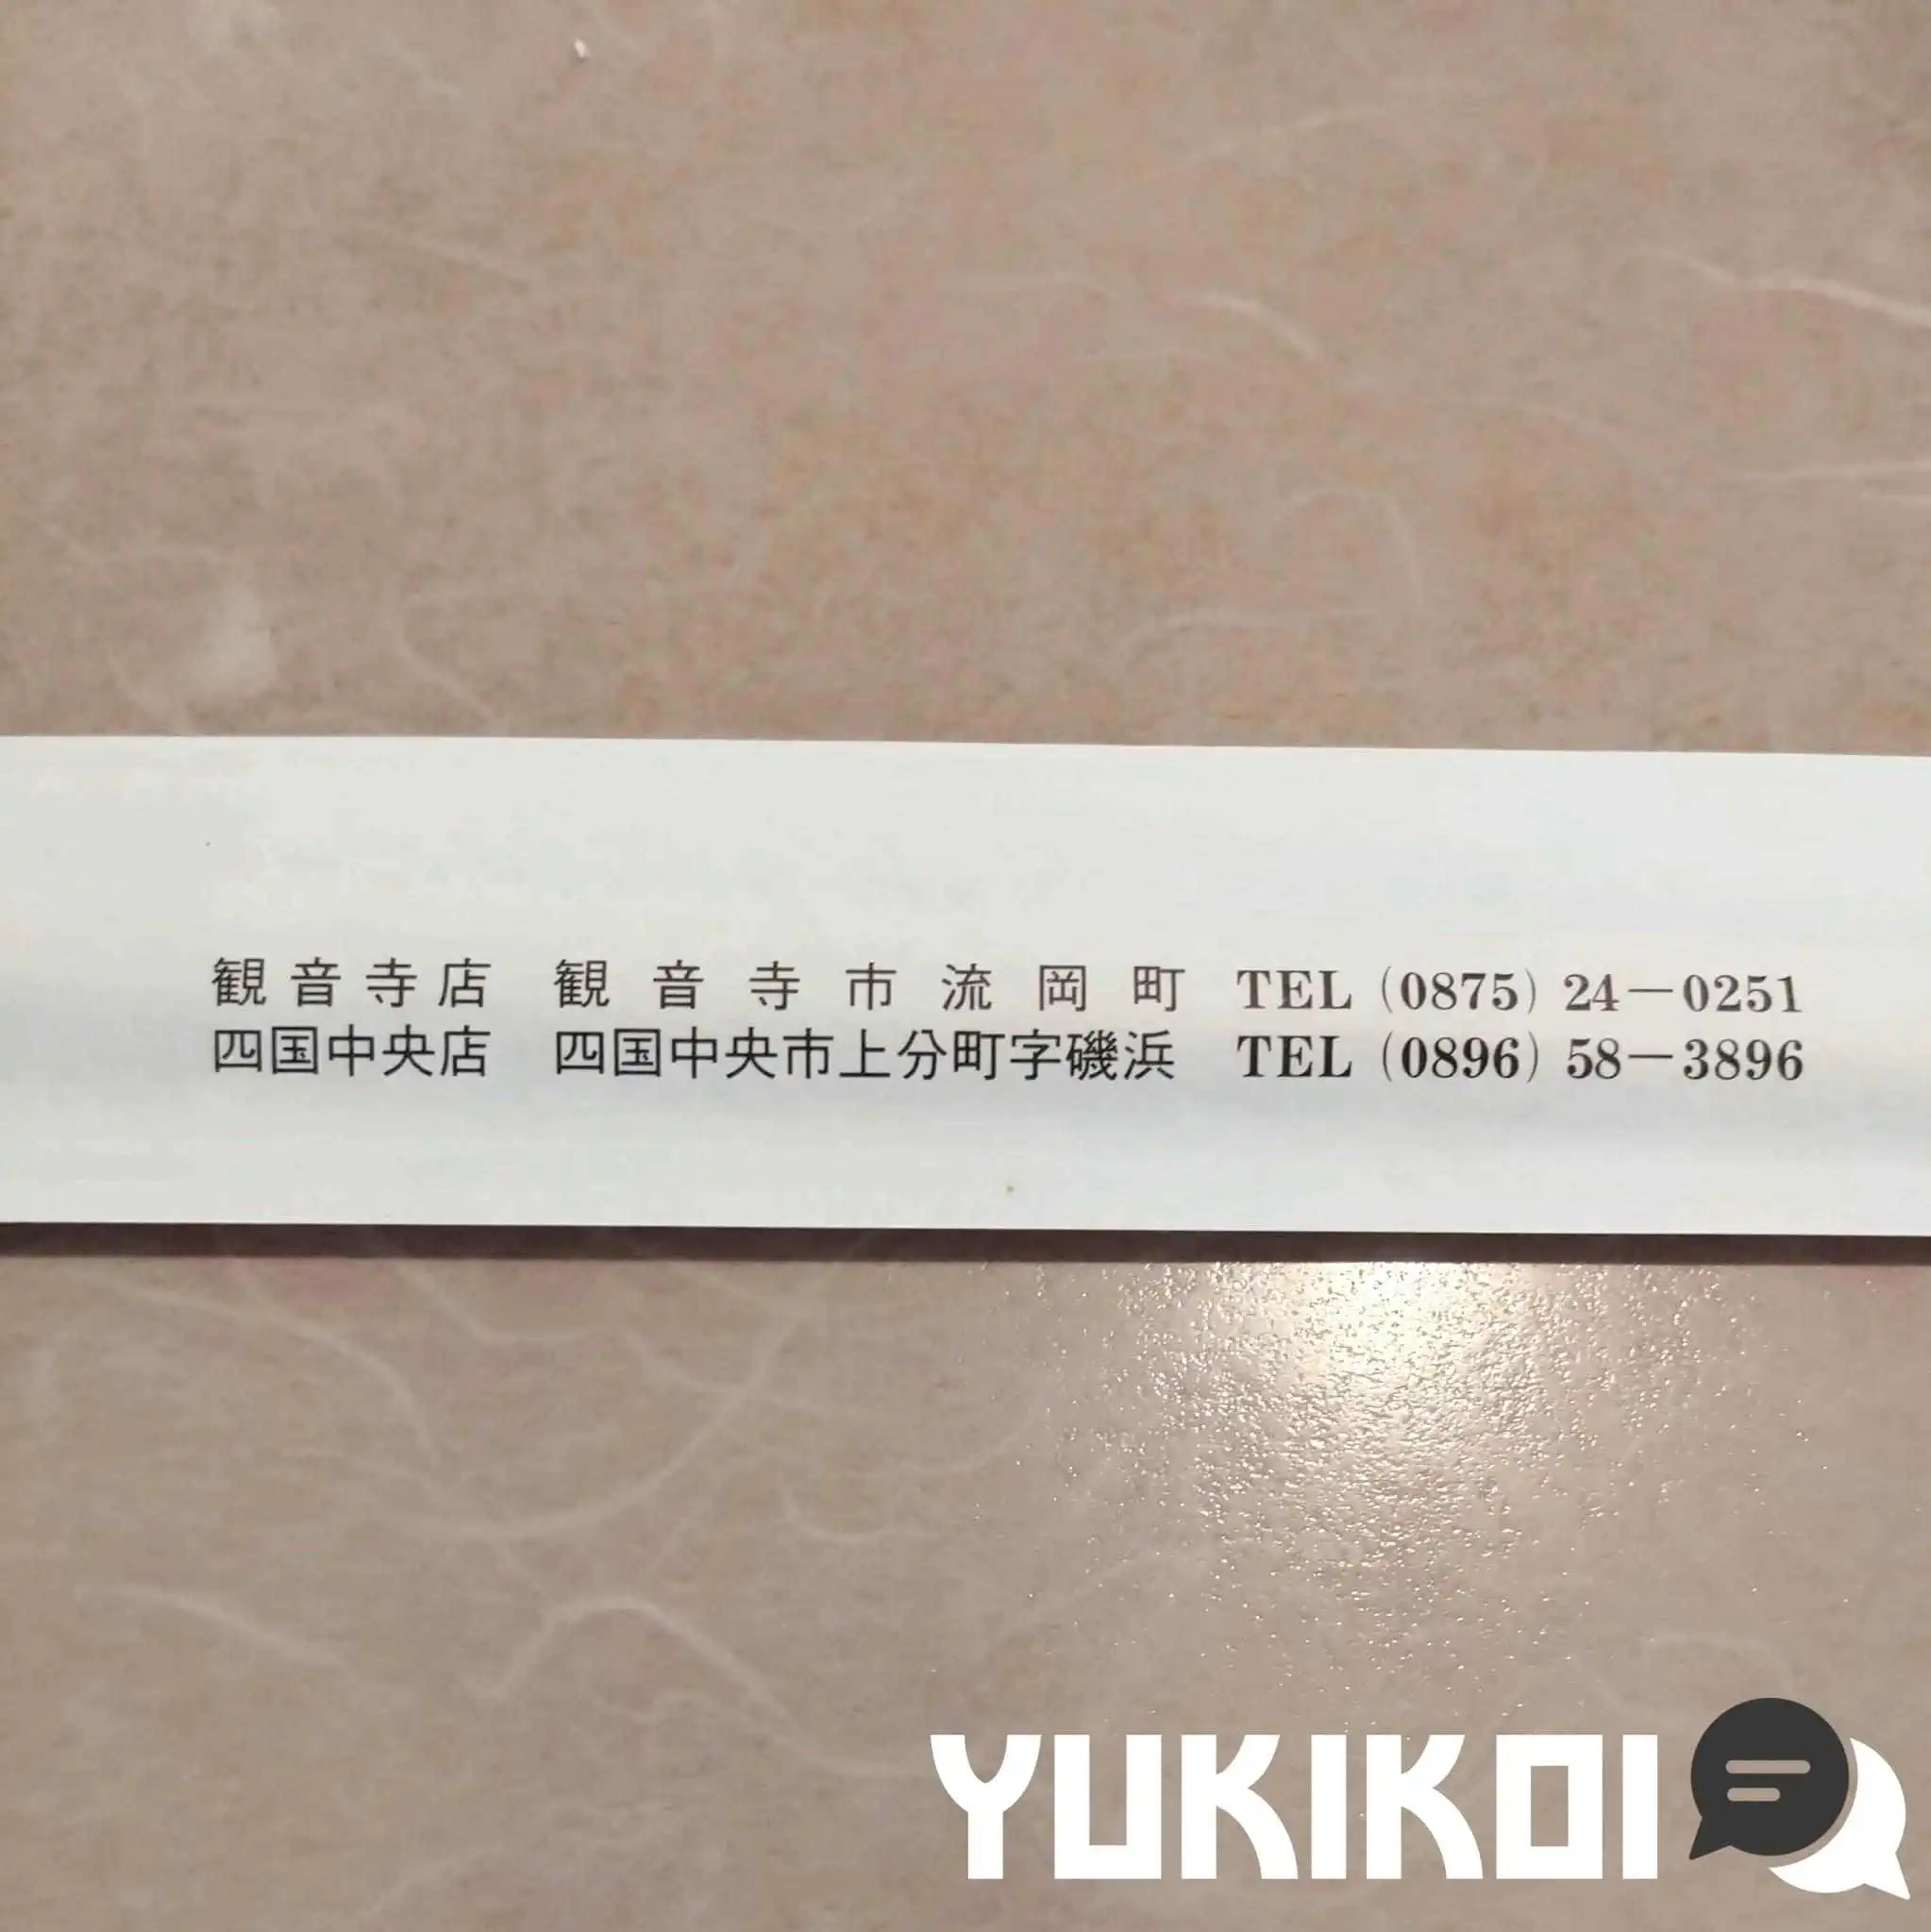 観音寺店 観音寺市流岡町 TEL (0875) 24－0251
四国中央店 四国中央市上分町字磯浜 TEL (0896) 58－3896
YUKIKOI